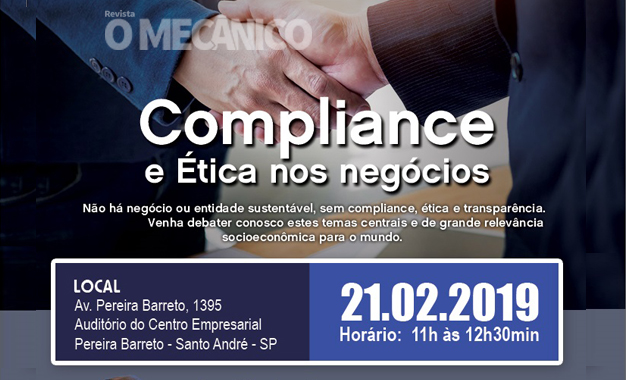 Revista
O MECÂNICO
Compliance
e Ética nos negócios
Não há negócio ou entidade sustentável, sem compliance, ética e transparência.
Venha debater conosco estes temas centrais e de grande relevância
socioeconômica para o mundo.
LOCAL
Av. Pereira Barreto, 1395
Auditório do Centro Empresarial
Pereira Barreto - Santo André - SP
21.02.2019
Horário: 11h às 12h30min